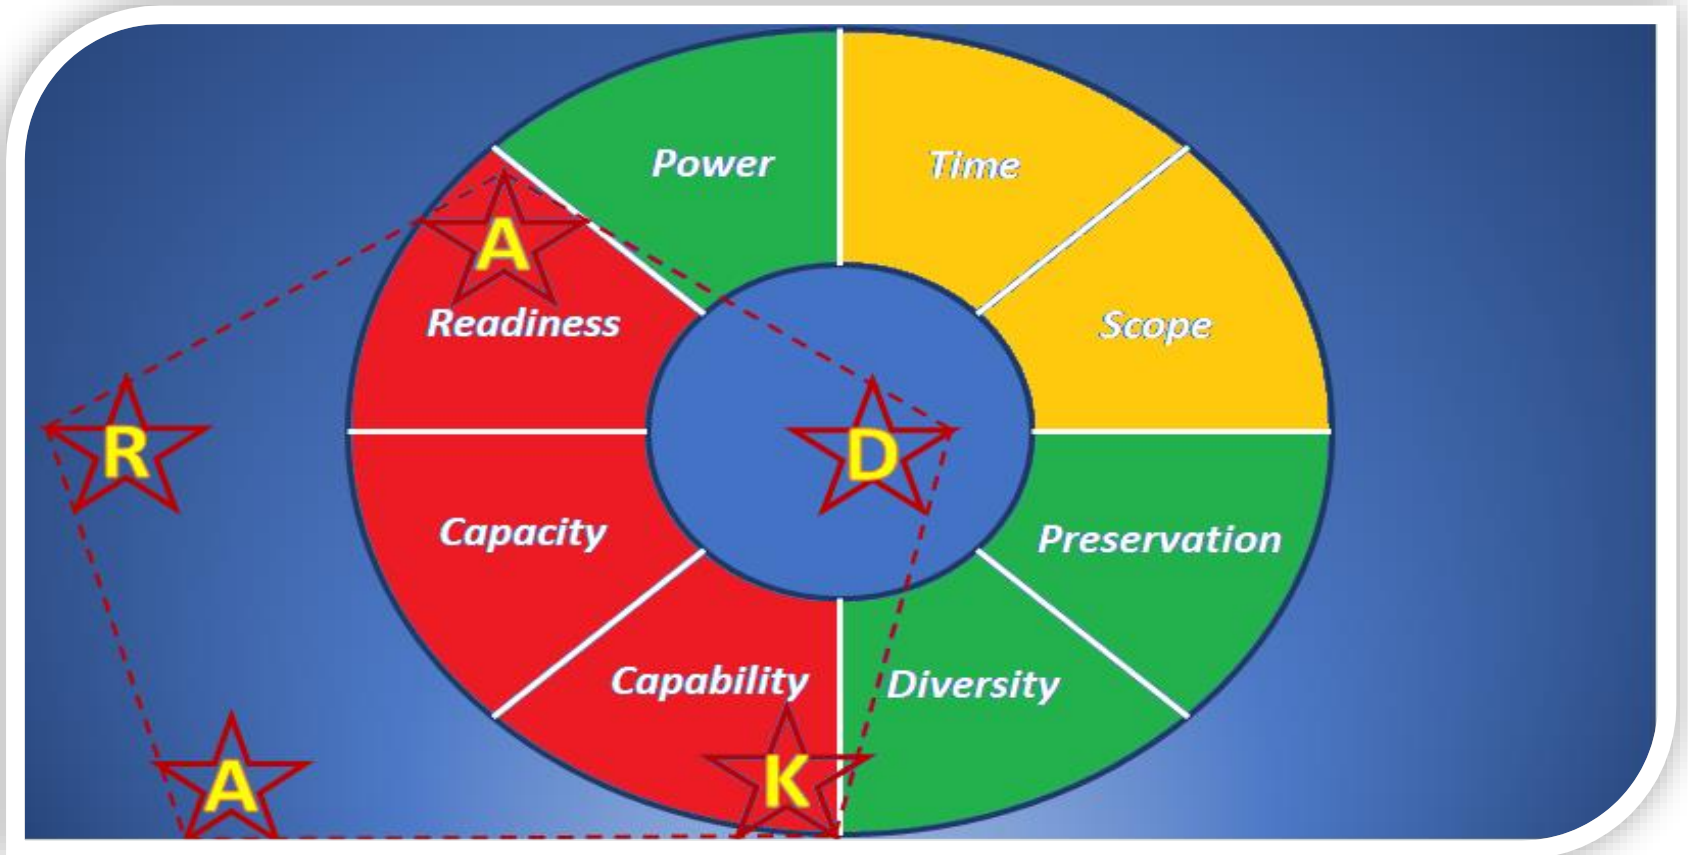 Power
Time
A
Readiness
Scope
R
D
Capacity
Preservation
Capability
Diversity
A
K